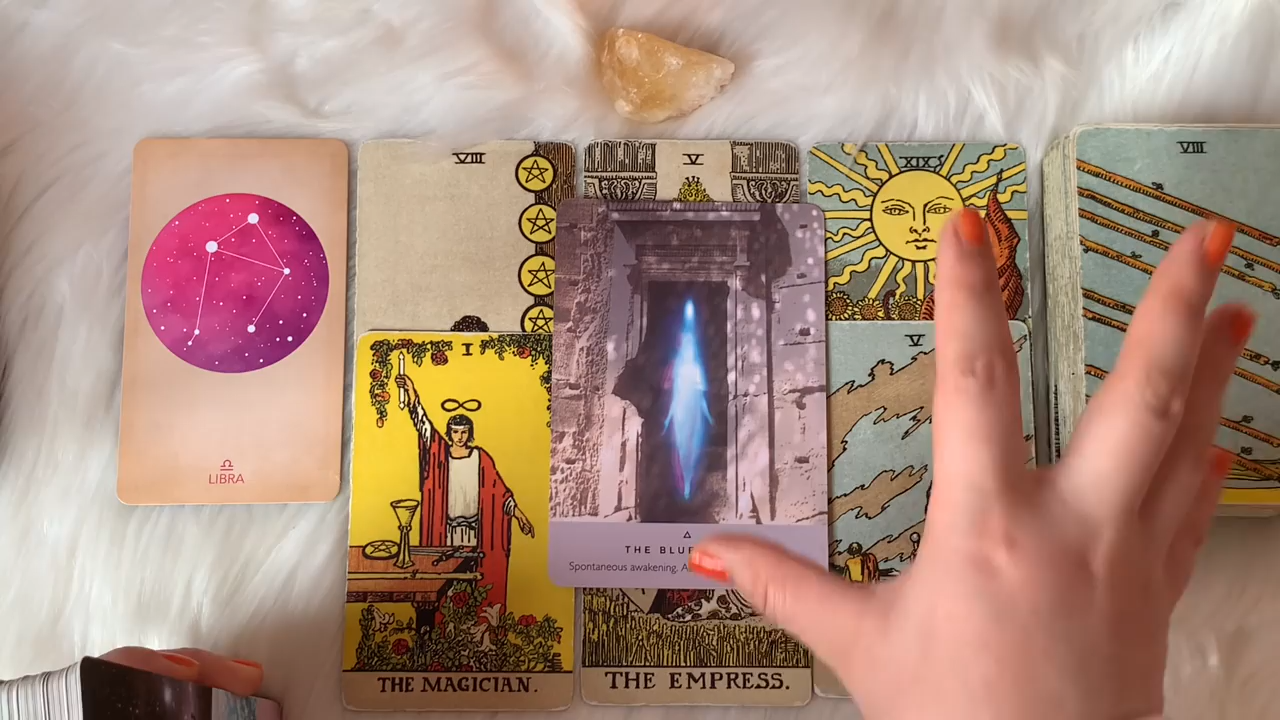 VIII
V
XIX
VIII
LIBRA
I
V
THE BLUE
Spontaneous awakening.
THE MAGICIAN.
THE EMPRESS.